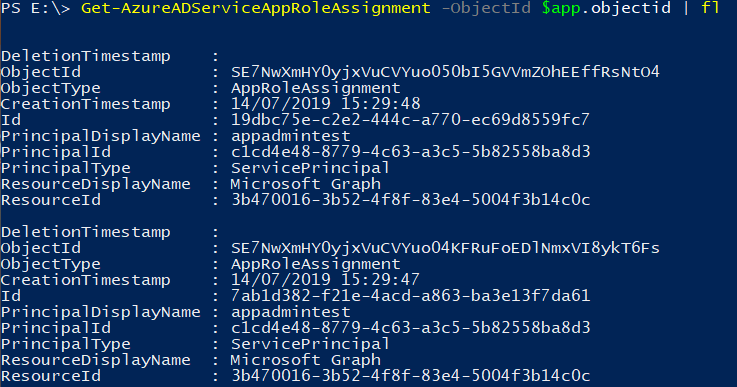 PS E:\> Get-AzureADServiceAppRoleAssignment -ObjectId $app.objectid | fl
DeletionTimestamp :
ObjectId : SE7NwXmHY0yjxVuCVYuo050bI5GVVmZOhEEffRsNtO4
ObjectType : AppRoleAssignment
CreationTimestamp : 14/07/2019 15:29:48
Id : 19dbc75e-c2e2-444c-a770-ec69d8559fc7
PrincipalDisplayName : appadmintest
PrincipalId : c1cd4e48-8779-4c63-a3c5-5b82558ba8d3
PrincipalType : ServicePrincipal
ResourceDisplayName : Microsoft Graph
ResourceId : 3b470016-3b52-4f8f-83e4-5004f3b14c0c
DeletionTimestamp :
ObjectId : SE7NwXmHY0yjxVuCVYuo04KFRuFoEDlNmxVI8ykT6Fs
ObjectType : AppRoleAssignment
CreationTimestamp : 14/07/2019 15:29:47
Id : 7ab1d382-f21e-4acd-a863-ba3e13f7da61
PrincipalDisplayName : appadmintest
PrincipalId : c1cd4e48-8779-4c63-a3c5-5b82558ba8d3
PrincipalType : ServicePrincipal
ResourceDisplayName : Microsoft Graph
ResourceId : 3b470016-3b52-4f8f-83e4-5004f3b14c0c